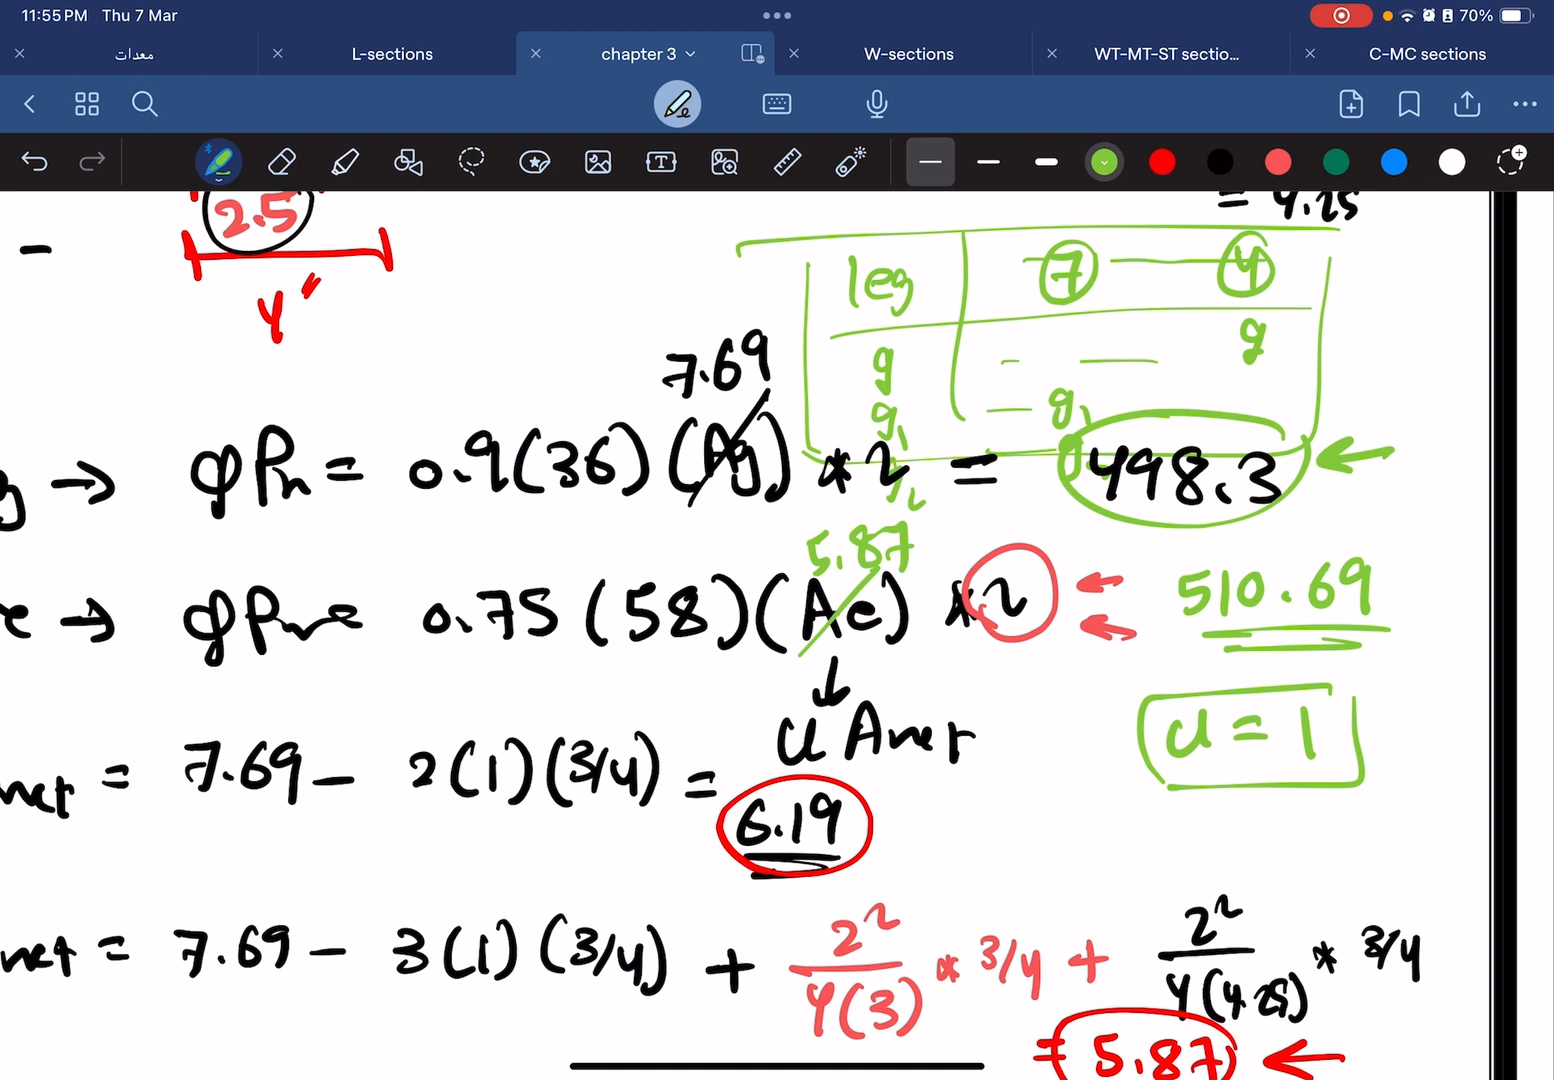 11:55 PM Thu 7 Mar
70%
معدات
L-sections
chapter 3
W-sections
WT-MT-ST sectio...
C-MC sections
T
= 4.25
2.5
4"
leg 7 4
g g
g₁ g₁
g₂
7.69
→ φPn = 0.9(36)(Ag) * 2 = 498.3 ←
5.87
e → φPn = 0.75(58)(Ae) * 2 510.69
↓
U Anet
U = 1
net = 7.69 - 2(1)(3/4) = 6.19
net = 7.69 - 3(1)(3/4) + 2²/4(3) * 3/4 + 2²/4(4.25) * 3/4
= 5.87 ←